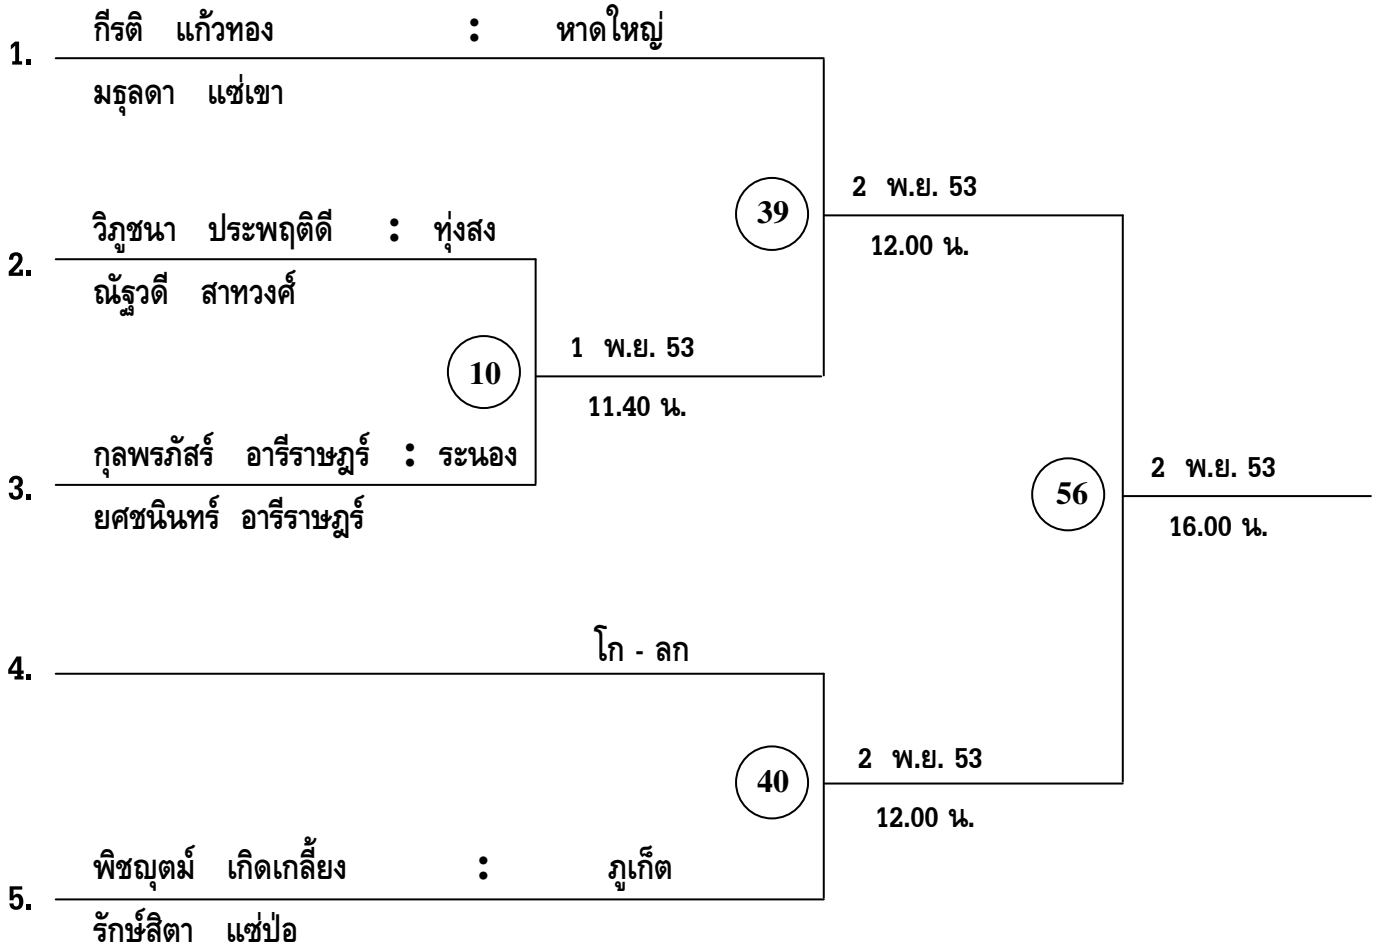 กีรติ แก้วทอง : หาดใหญ่
1.
มธุลดา แซ่เขา
39
2 พ.ย. 53
12.00 น.
วิภูชนา ประพฤติดี : ทุ่งสง
2.
ณัฐวดี สาทวงศ์
10
1 พ.ย. 53
11.40 น.
กุลพรภัสร์ อารีราษฎร์ : ระนอง
3.
ยศชนินทร์ อารีราษฎร์
56
2 พ.ย. 53
16.00 น.
โก - ลก
4.
40
2 พ.ย. 53
12.00 น.
พิชญุตม์ เกิดเกลี้ยง : ภูเก็ต
5.
รักษ์สิตา แซ่ปอ